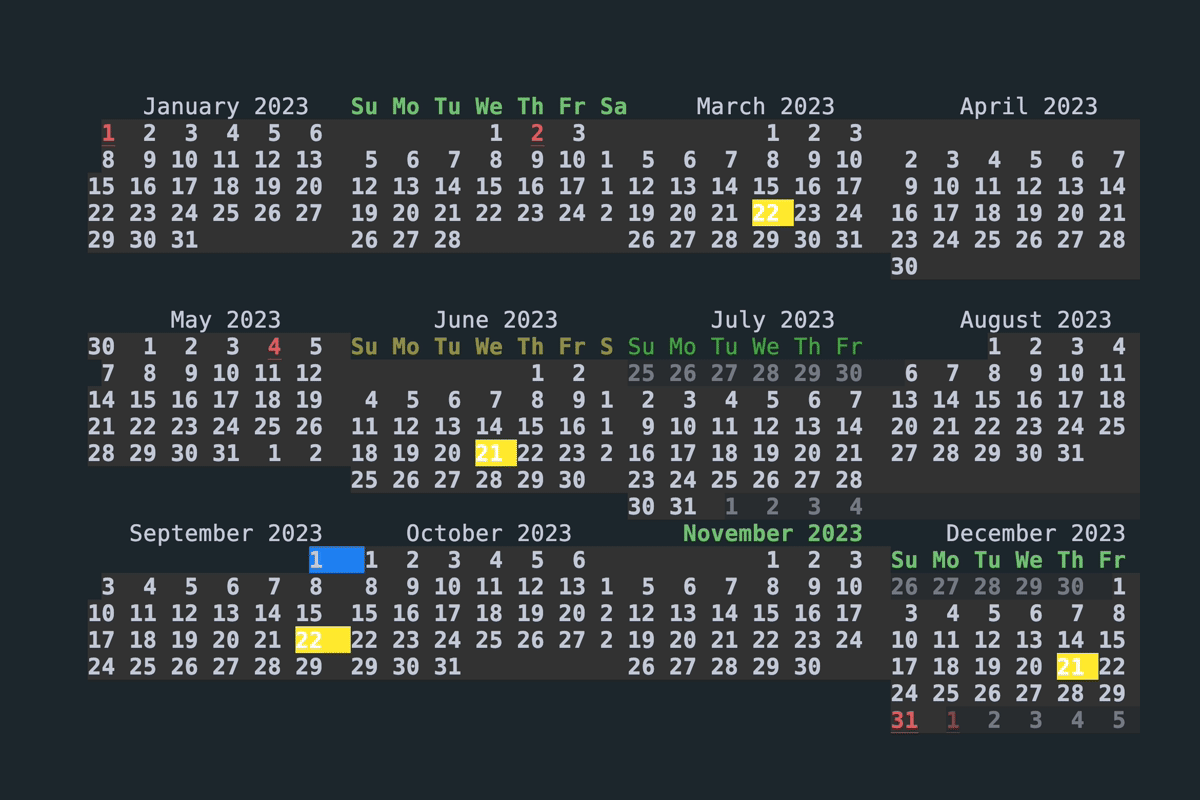 January 2023 Su Mo Tu We Th Fr Sa March 2023 April 2023
1 2 3 4 5 6 1 2 3 1 2 3
8 9 10 11 12 13 5 6 7 8 9 10 1 5 6 7 8 9 10 2 3 4 5 6 7
15 16 17 18 19 20 12 13 14 15 16 17 1 12 13 14 15 16 17 9 10 11 12 13 14
22 23 24 25 26 27 19 20 21 22 23 24 2 19 20 21 22 23 24 16 17 18 19 20 21
29 30 31 26 27 28 26 27 28 29 30 31 23 24 25 26 27 28
30
May 2023 June 2023 July 2023 August 2023
30 1 2 3 4 5 Su Mo Tu We Th Fr S Su Mo Tu We Th Fr 1 2 3 4
7 8 9 10 11 12 1 2 25 26 27 28 29 30 6 7 8 9 10 11
14 15 16 17 18 19 4 5 6 7 8 9 1 2 3 4 5 6 7 13 14 15 16 17 18
21 22 23 24 25 26 11 12 13 14 15 16 1 9 10 11 12 13 14 20 21 22 23 24 25
28 29 30 31 1 2 18 19 20 21 22 23 2 16 17 18 19 20 21 27 28 29 30 31
25 26 27 28 29 30 23 24 25 26 27 28
30 31 1 2 3 4
September 2023 October 2023 November 2023 December 2023
1 1 2 3 4 5 6 1 2 3 Su Mo Tu We Th Fr
3 4 5 6 7 8 8 9 10 11 12 13 1 5 6 7 8 9 10 26 27 28 29 30 1
10 11 12 13 14 15 15 16 17 18 19 20 2 12 13 14 15 16 17 3 4 5 6 7 8
17 18 19 20 21 22 22 23 24 25 26 27 2 19 20 21 22 23 24 10 11 12 13 14 15
24 25 26 27 28 29 29 30 31 26 27 28 29 30 17 18 19 20 21 22
24 25 26 27 28 29
31 1 2 3 4 5